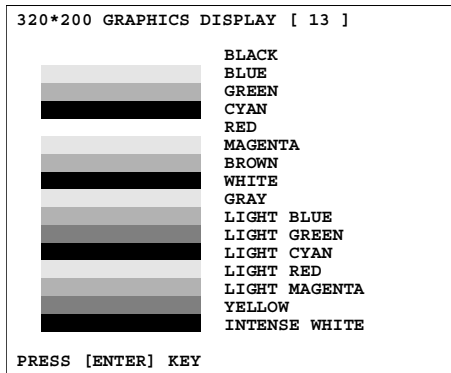 320*200 GRAPHICS DISPLAY [ 13 ]
BLACK
BLUE
GREEN
CYAN
RED
MAGENTA
BROWN
WHITE
GRAY
LIGHT BLUE
LIGHT GREEN
LIGHT CYAN
LIGHT RED
LIGHT MAGENTA
YELLOW
INTENSE WHITE
PRESS [ENTER] KEY